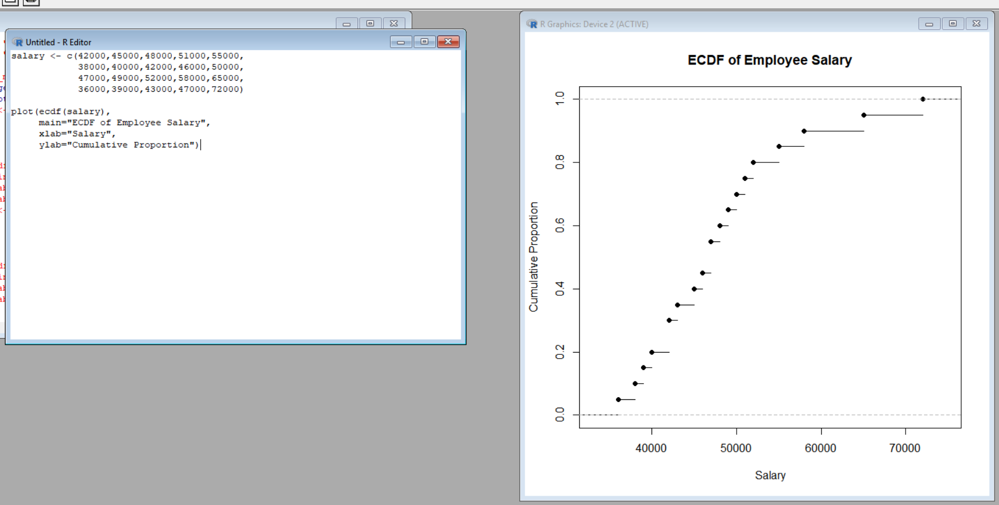 Untitled - R Editor
salary <- c(42000,45000,48000,51000,55000,
            38000,40000,42000,46000,50000,
            47000,49000,52000,58000,65000,
            36000,39000,43000,47000,72000)
plot(ecdf(salary),
     main="ECDF of Employee Salary",
     xlab="Salary",
     ylab="Cumulative Proportion")
R Graphics: Device 2 (ACTIVE)
ECDF of Employee Salary
Cumulative Proportion
1.0
0.8
0.6
0.4
0.2
0.0
40000 50000 60000 70000
Salary